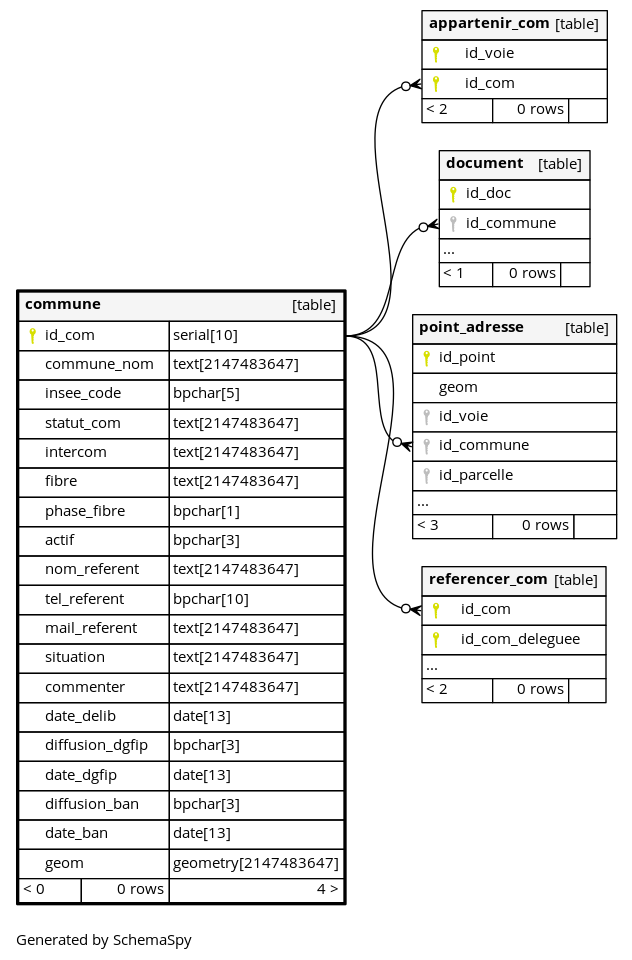 appartenir_com [table]
id_voie
id_com
< 2 0 rows
document [table]
id_doc
id_commune
...
< 1 0 rows
commune [table]
id_com serial[10]
commune_nom text[2147483647]
insee_code bpchar[5]
statut_com text[2147483647]
intercom text[2147483647]
fibre text[2147483647]
phase_fibre bpchar[1]
actif bpchar[3]
nom_referent text[2147483647]
tel_referent bpchar[10]
mail_referent text[2147483647]
situation text[2147483647]
commenter text[2147483647]
date_delib date[13]
diffusion_dgfip bpchar[3]
date_dgfip date[13]
diffusion_ban bpchar[3]
date_ban date[13]
geom geometry[2147483647]
< 0 0 rows 4 >
point_adresse [table]
id_point
geom
id_voie
id_commune
id_parcelle
...
< 3 0 rows
referencer_com [table]
id_com
id_com_deleguee
...
< 2 0 rows
Generated by SchemaSpy